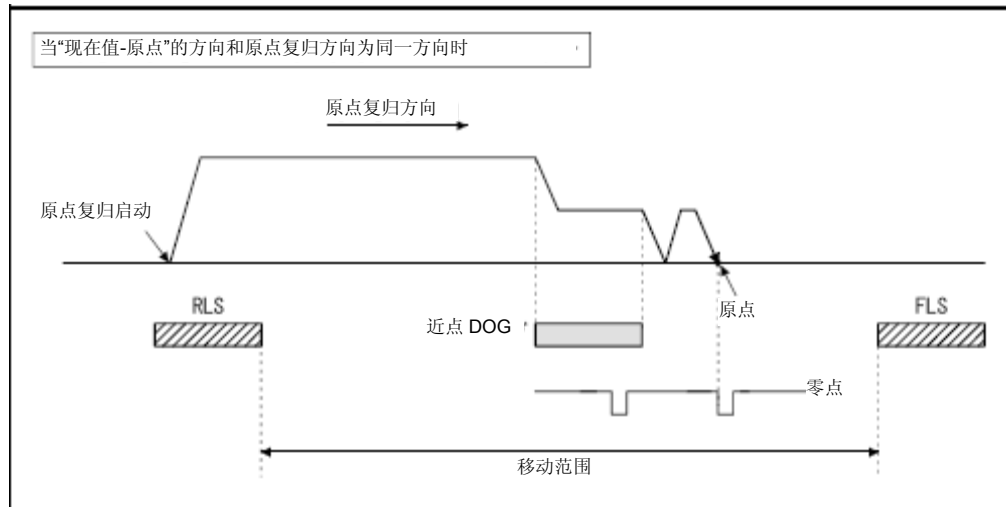 当“现在值-原点”的方向和原点复归方向为同一方向时
原点复归方向
原点复归启动
RLS
近点 DOG
原点
FLS
零点
移动范围